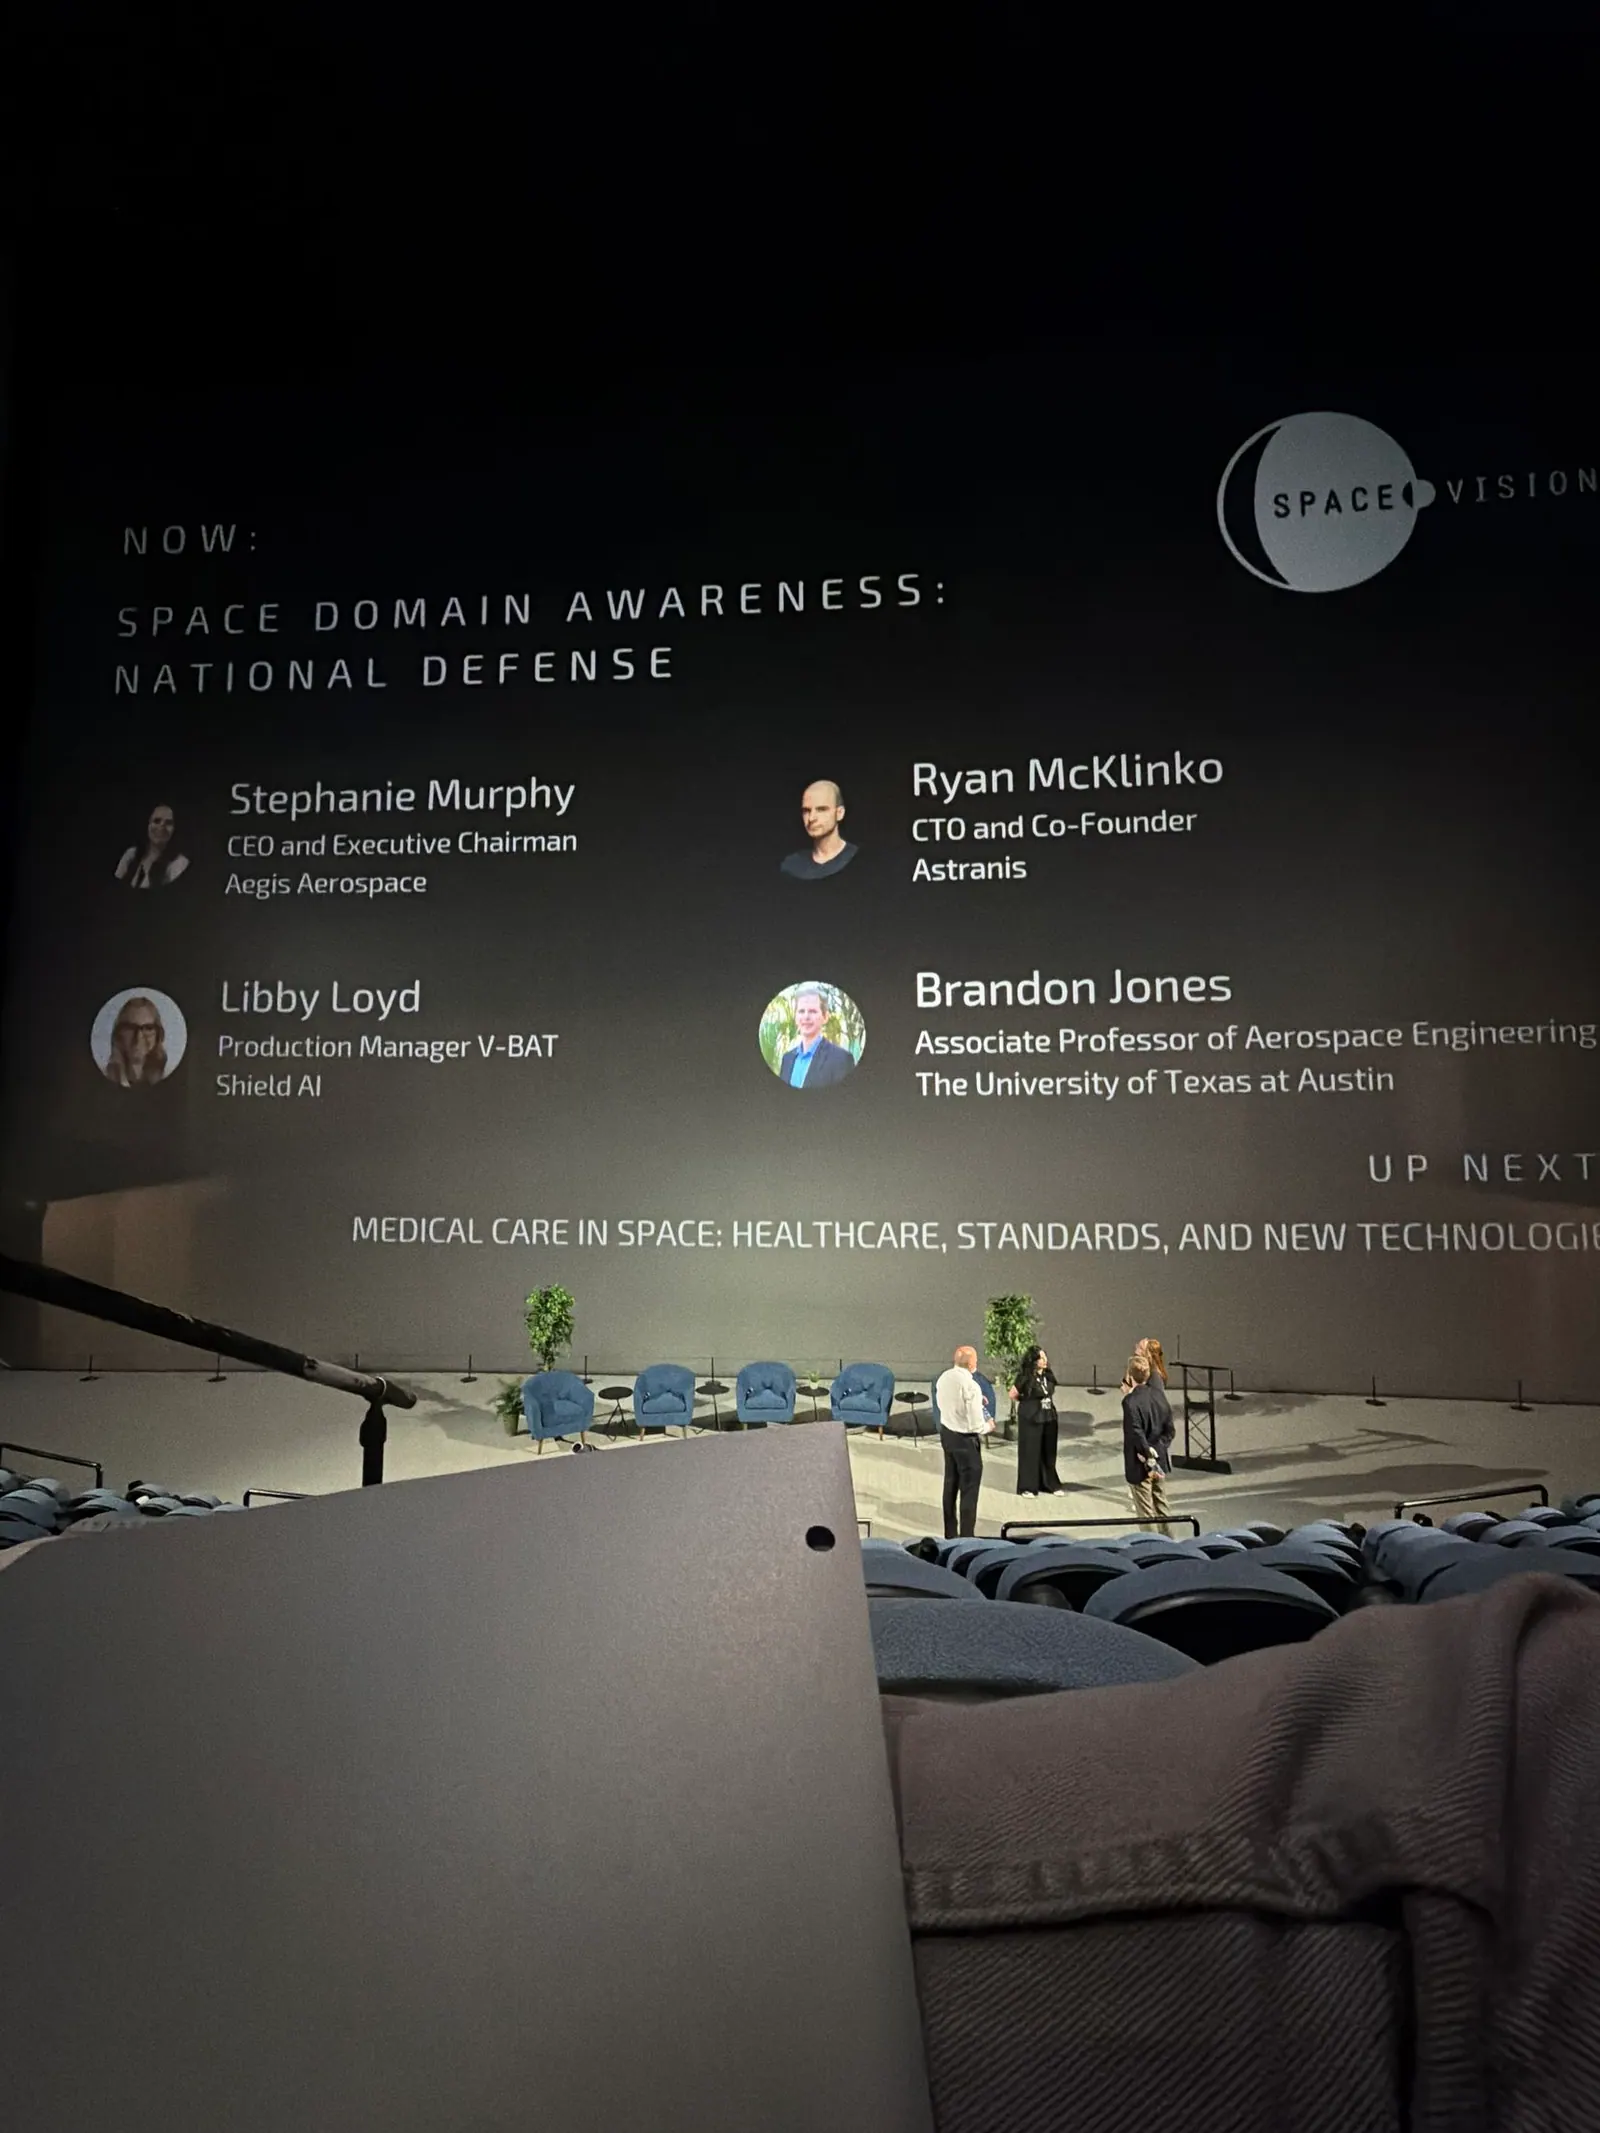 SPACE VISION
NOW:
SPACE DOMAIN AWARENESS:
NATIONAL DEFENSE
Stephanie Murphy
CEO and Executive Chairman
Aegis Aerospace
Ryan McKlinko
CTO and Co-Founder
Astranis
Libby Loyd
Production Manager V-BAT
Shield AI
Brandon Jones
Associate Professor of Aerospace Engineering
The University of Texas at Austin
UP NEXT
MEDICAL CARE IN SPACE: HEALTHCARE, STANDARDS, AND NEW TECHNOLOGIE